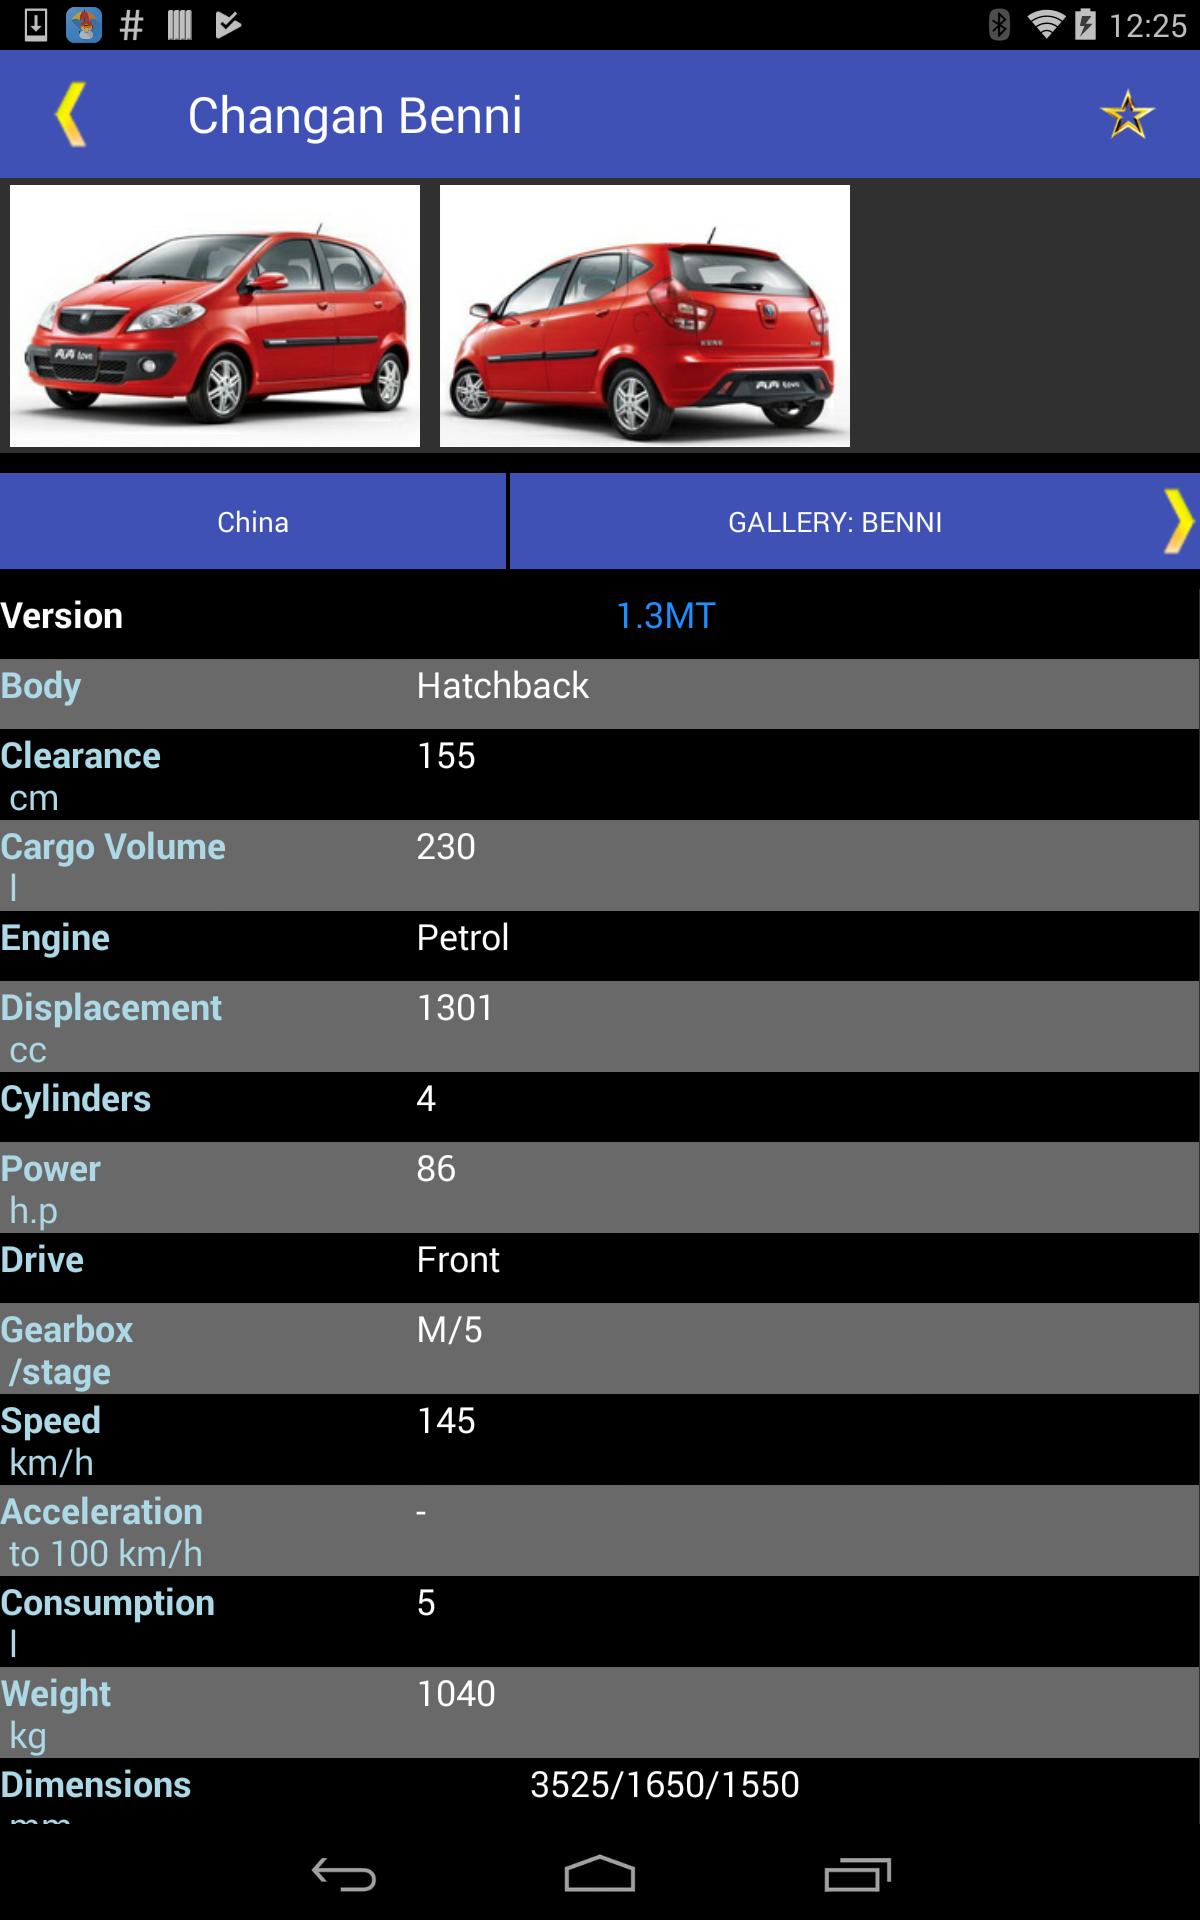 12:25
Changan Benni
China
GALLERY: BENNI
Version 1.3MT
Body Hatchback
Clearance 155
cm
Cargo Volume 230
l
Engine Petrol
Displacement 1301
cc
Cylinders 4
Power 86
h.p
Drive Front
Gearbox M/5
/stage
Speed 145
km/h
Acceleration -
to 100 km/h
Consumption 5
l
Weight 1040
kg
Dimensions 3525/1650/1550
mm